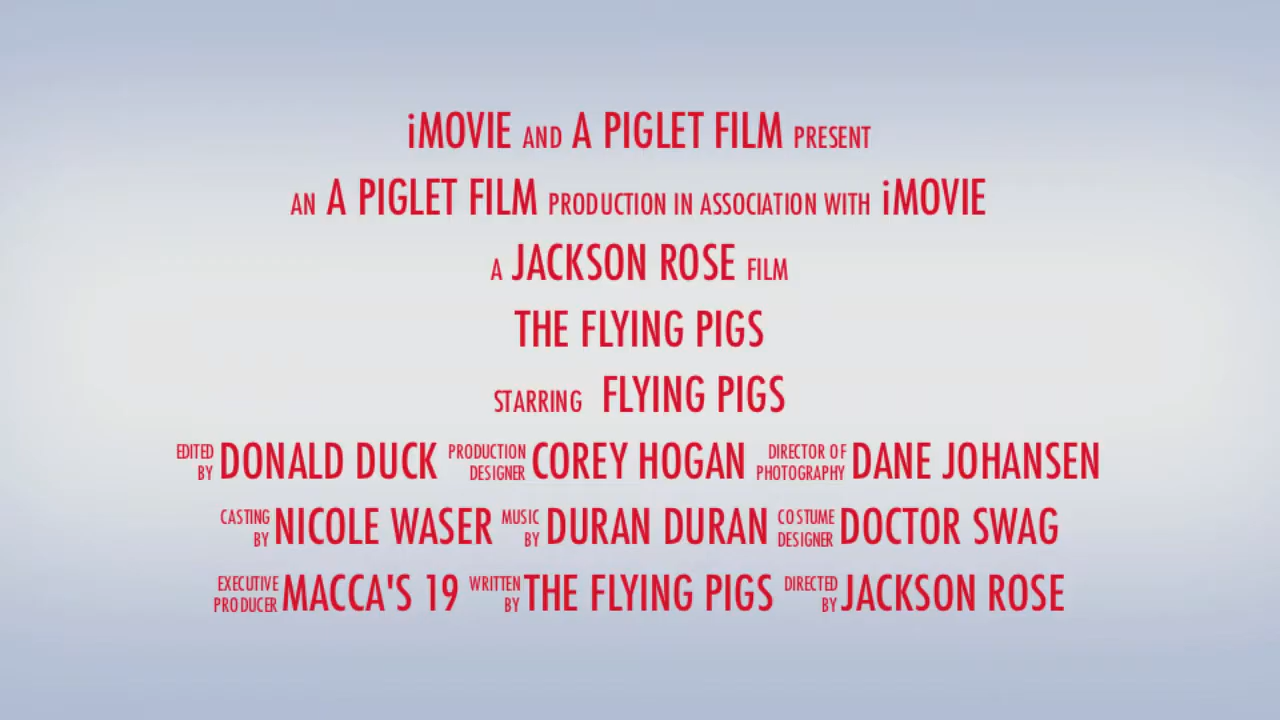 iMOVIE AND A PIGLET FILM PRESENT
AN A PIGLET FILM PRODUCTION IN ASSOCIATION WITH iMOVIE
A JACKSON ROSE FILM
THE FLYING PIGS
STARRING FLYING PIGS
EDITED BY DONALD DUCK PRODUCTION DESIGNER COREY HOGAN DIRECTOR OF PHOTOGRAPHY DANE JOHANSEN
CASTING BY NICOLE WASER MUSIC BY DURAN DURAN COSTUME DESIGNER DOCTOR SWAG
EXECUTIVE PRODUCER MACCA'S 19 WRITTEN BY THE FLYING PIGS DIRECTED BY JACKSON ROSE